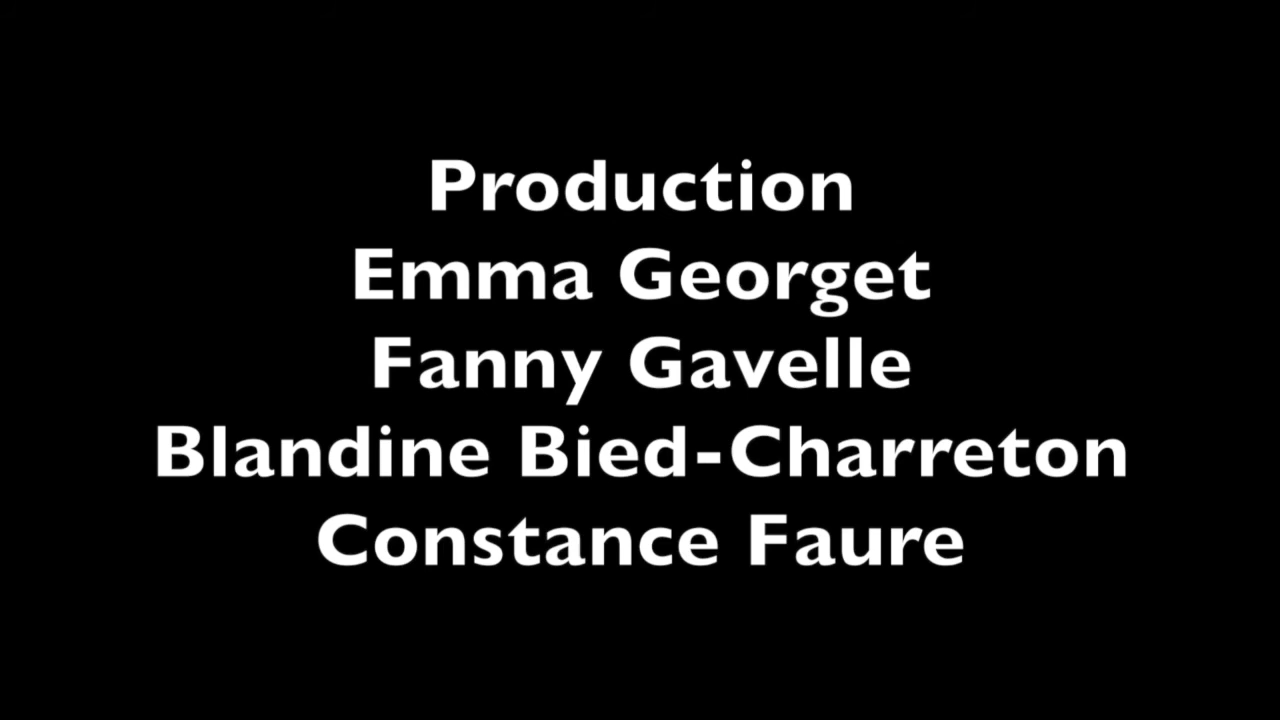 Production
Emma Georget
Fanny Gavelle
Blandine Bied-Charreton
Constance Faure